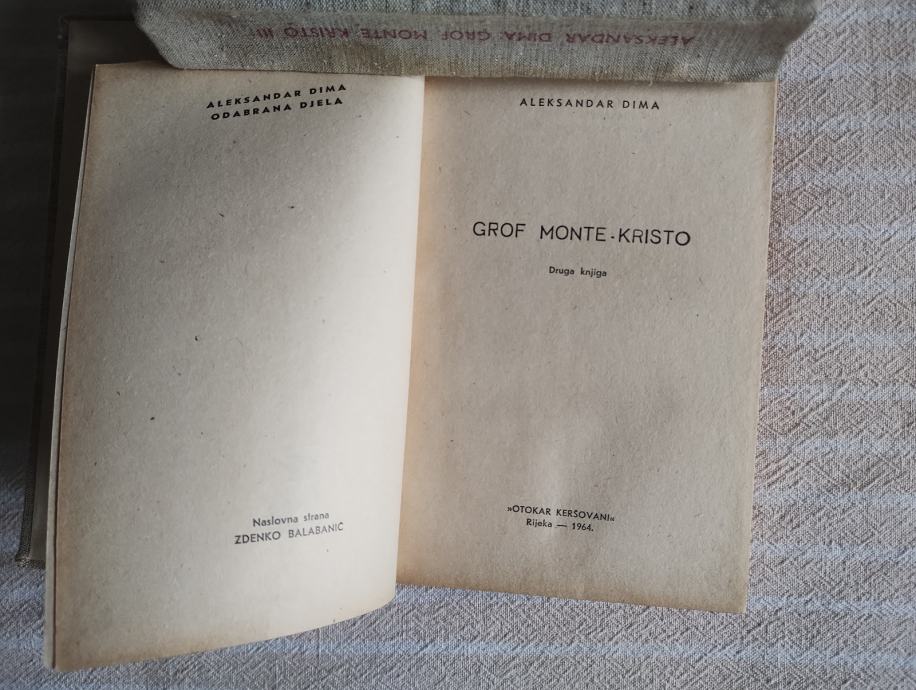 ALEKSANDAR DIMA: GROF MONTE KRISTO III
ALEKSANDAR DIMA
ODABRANA DJELA
Naslovna strana
ZDENKO BALABANIĆ
ALEKSANDAR DIMA
GROF MONTE-KRISTO
Druga knjiga
»OTOKAR KERŠOVANI«
Rijeka — 1964.